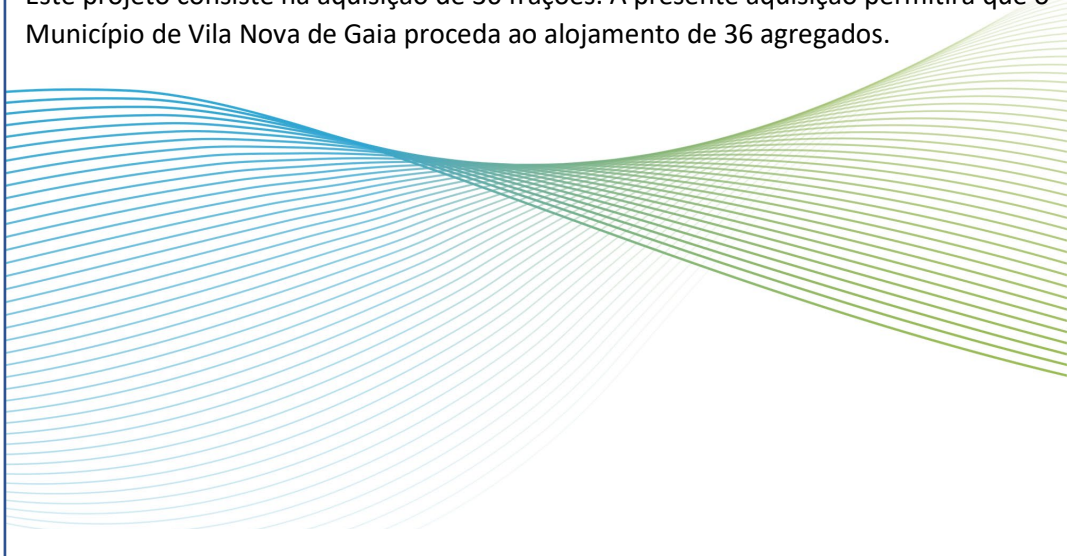 Este projeto consiste na aquisição de 36 frações. A presente aquisição permitirá que o
Município de Vila Nova de Gaia proceda ao alojamento de 36 agregados.